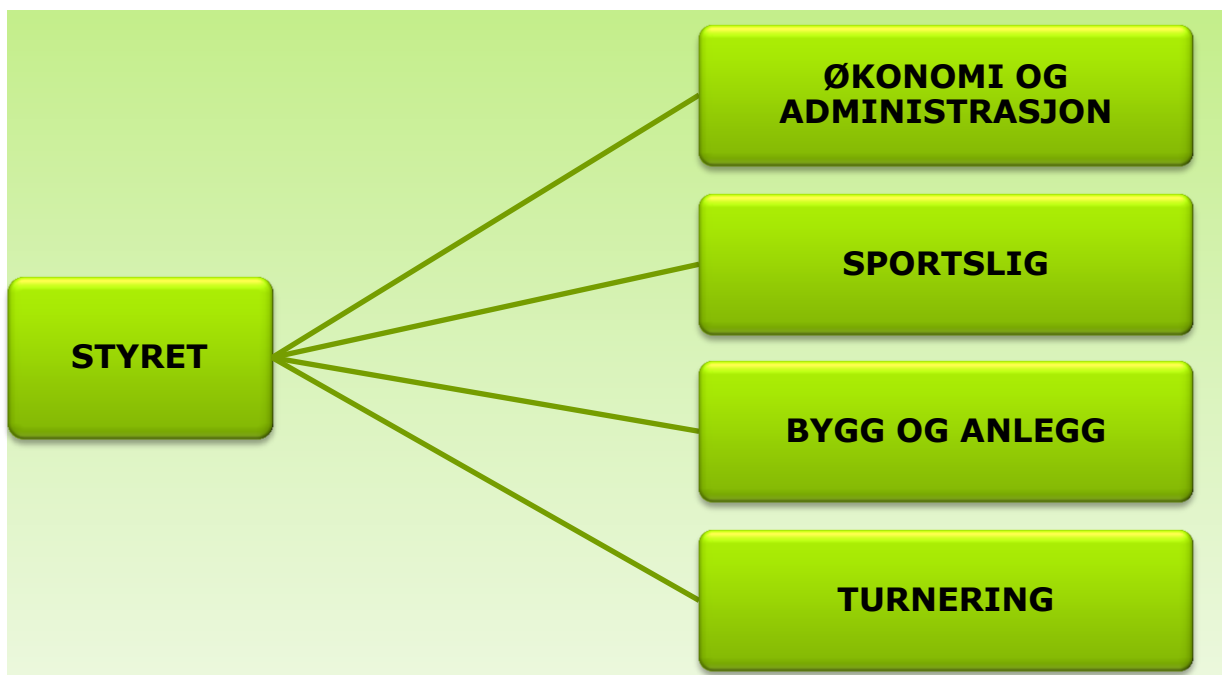 STYRET
ØKONOMI OG
ADMINISTRASJON
SPORTSLIG
BYGG OG ANLEGG
TURNERING